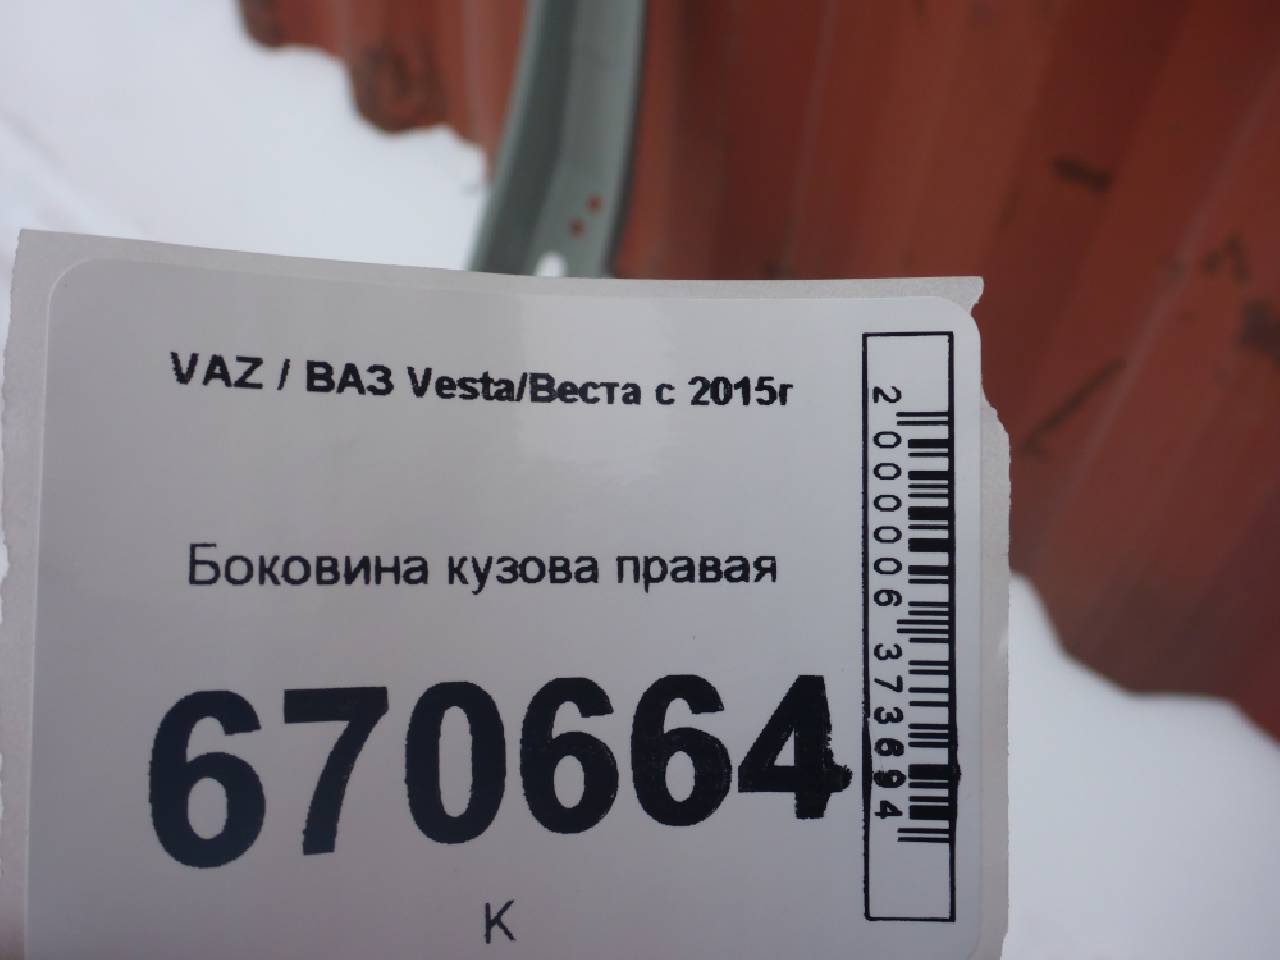 VAZ / ВАЗ Vesta/Веста с 2015г
Боковина кузова правая
670664
К
2000006373694